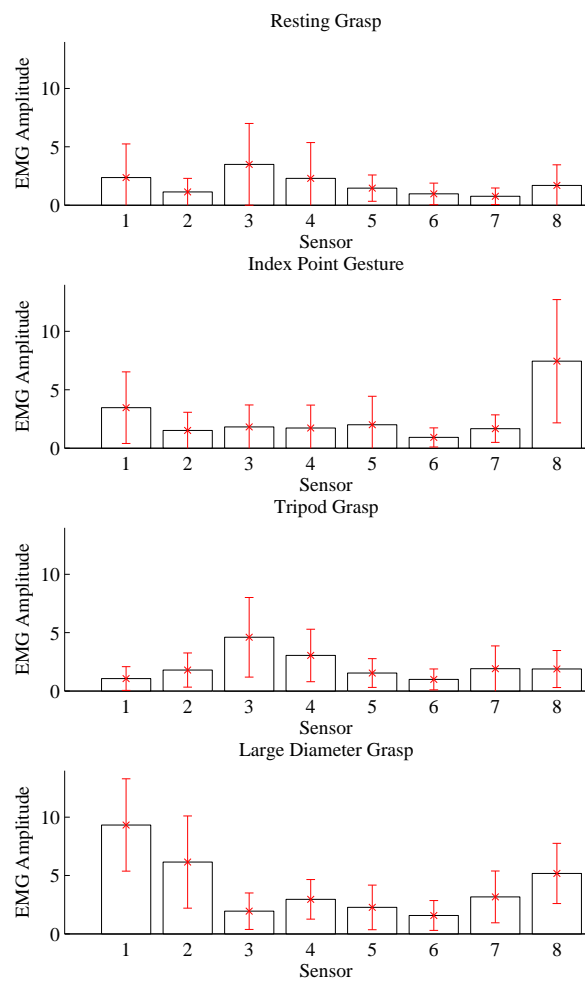 Resting Grasp
EMG Amplitude
10
5
0
1 2 3 4 5 6 7 8
Sensor
Index Point Gesture
EMG Amplitude
10
5
0
1 2 3 4 5 6 7 8
Sensor
Tripod Grasp
EMG Amplitude
10
5
0
1 2 3 4 5 6 7 8
Sensor
Large Diameter Grasp
EMG Amplitude
10
5
0
1 2 3 4 5 6 7 8
Sensor